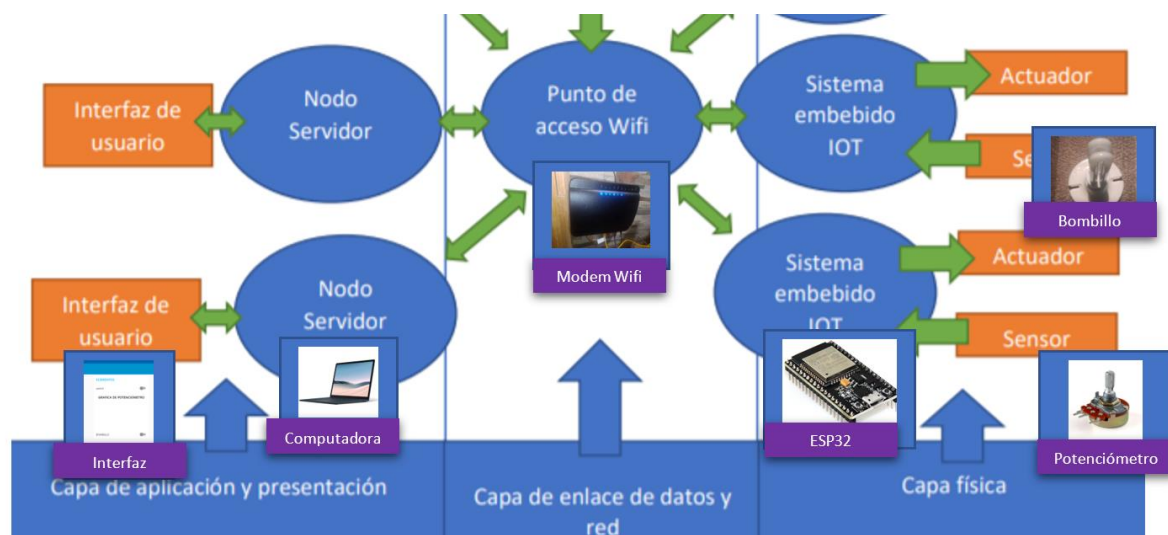 Interfaz de
usuario
Nodo
Servidor
Punto de
acceso Wifi
Sistema
embebido
IOT
Actuador
Bombillo
Modem Wifi
Interfaz de
usuario
Nodo
Servidor
Sistema
embebido
IOT
Actuador
Sensor
Interfaz
Computadora
ESP32
Potenciómetro
Capa de aplicación y presentación
Capa de enlace de datos y
red
Capa física